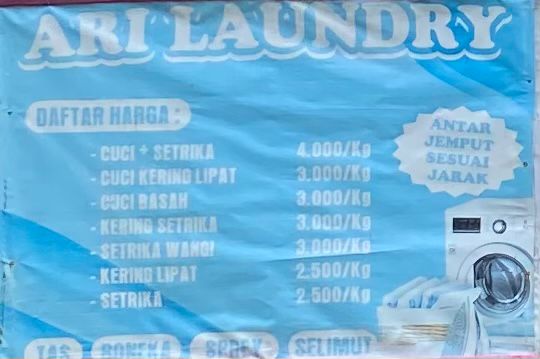 ARI LAUNDRY
DAFTAR HARGA :
- CUCI + SETRIKA 4.000/Kg
- CUCI KERING LIPAT 3.000/Kg
- CUCI BASAH 3.000/Kg
- KERING SETRIKA 3.000/Kg
- SETRIKA WANGI 3.000/Kg
- KERING LIPAT 2.500/Kg
- SETRIKA 2.500/Kg
ANTAR
JEMPUT
SESUAI
JARAK
TAS BONEKA SPREY SELIMUT